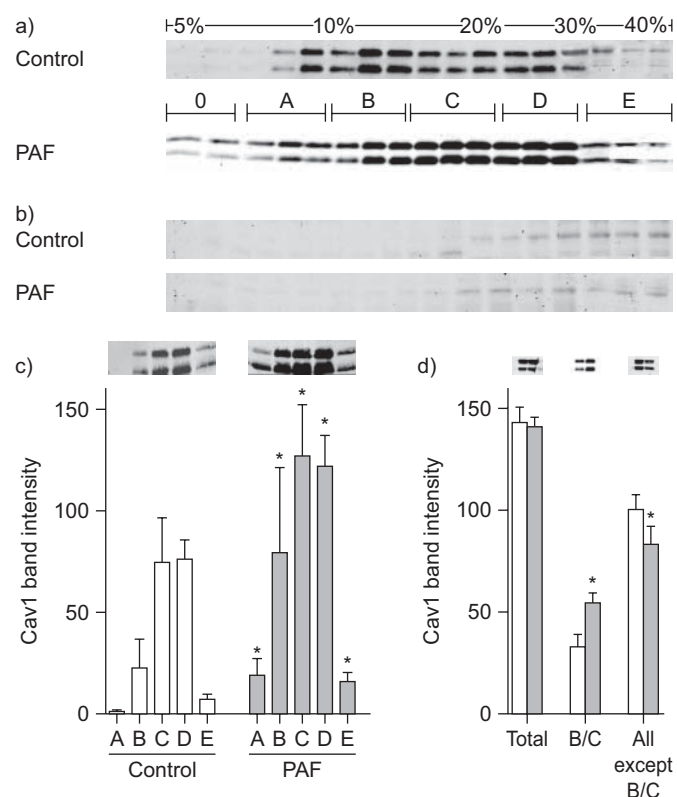 a)
5% 10% 20% 30% 40%
Control
0 A B C D E
PAF
b)
Control
PAF
c)
Cav1 band intensity
150
100
50
0
* * * * *
A B C D E A B C D E
Control PAF
d)
Cav1 band intensity
150
100
50
0
* *
Total B/C All
except
B/C